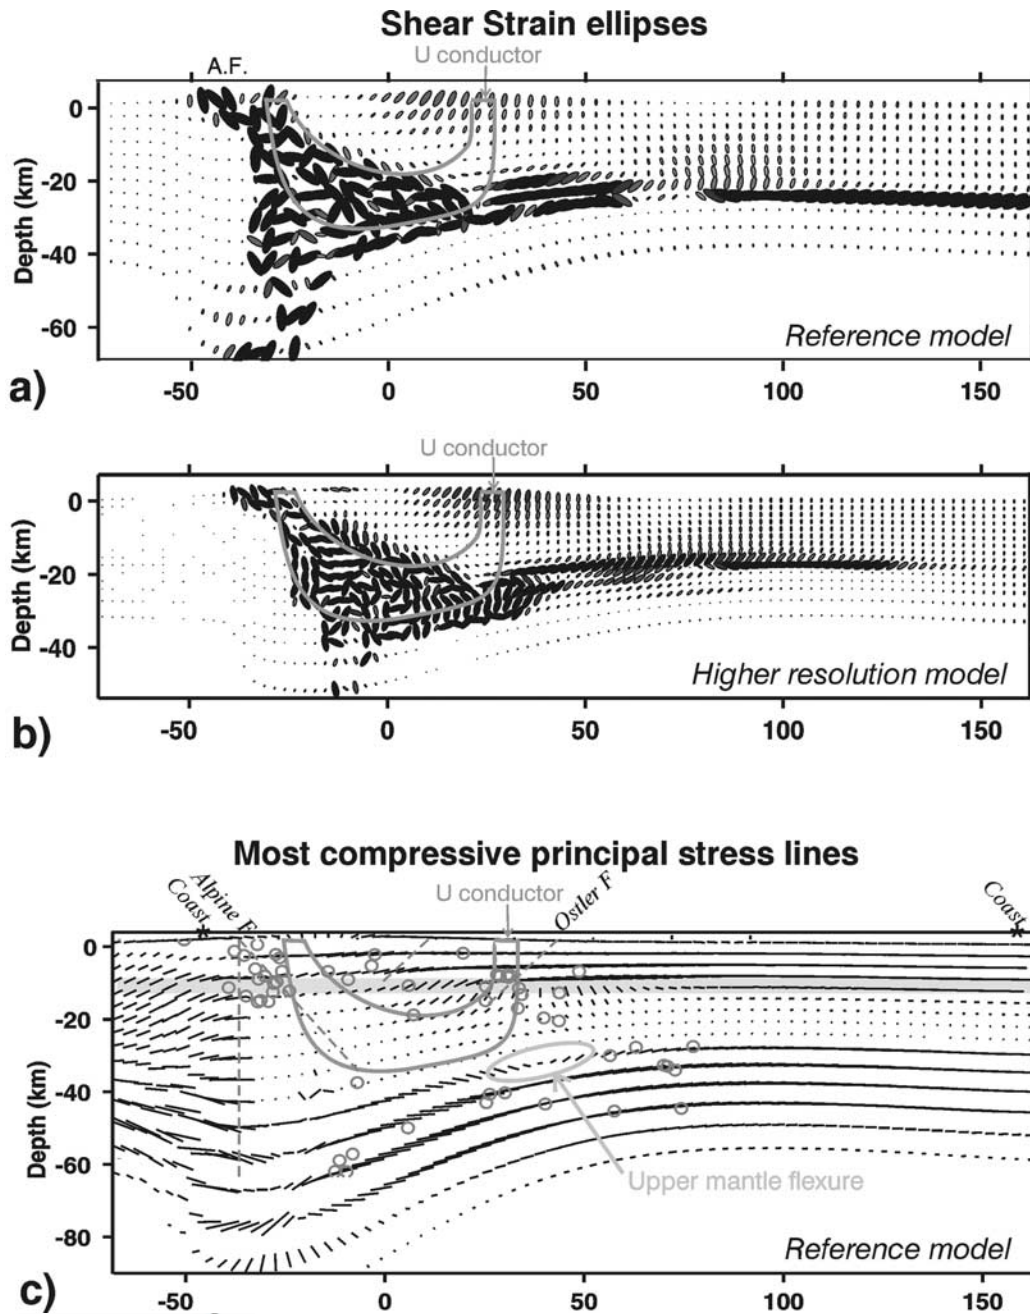 Shear Strain ellipses
U conductor
A.F.
0
-20
-40
-60
Depth (km)
Reference model
a)
-50 0 50 100 150
U conductor
0
-20
-40
Depth (km)
Higher resolution model
b)
-50 0 50 100 150
Most compressive principal stress lines
Coast
*
Alpine F
U conductor
Ostler F
Coast
*
0
-20
-40
-60
-80
Depth (km)
Upper mantle flexure
Reference model
c)
-50 0 50 100 150